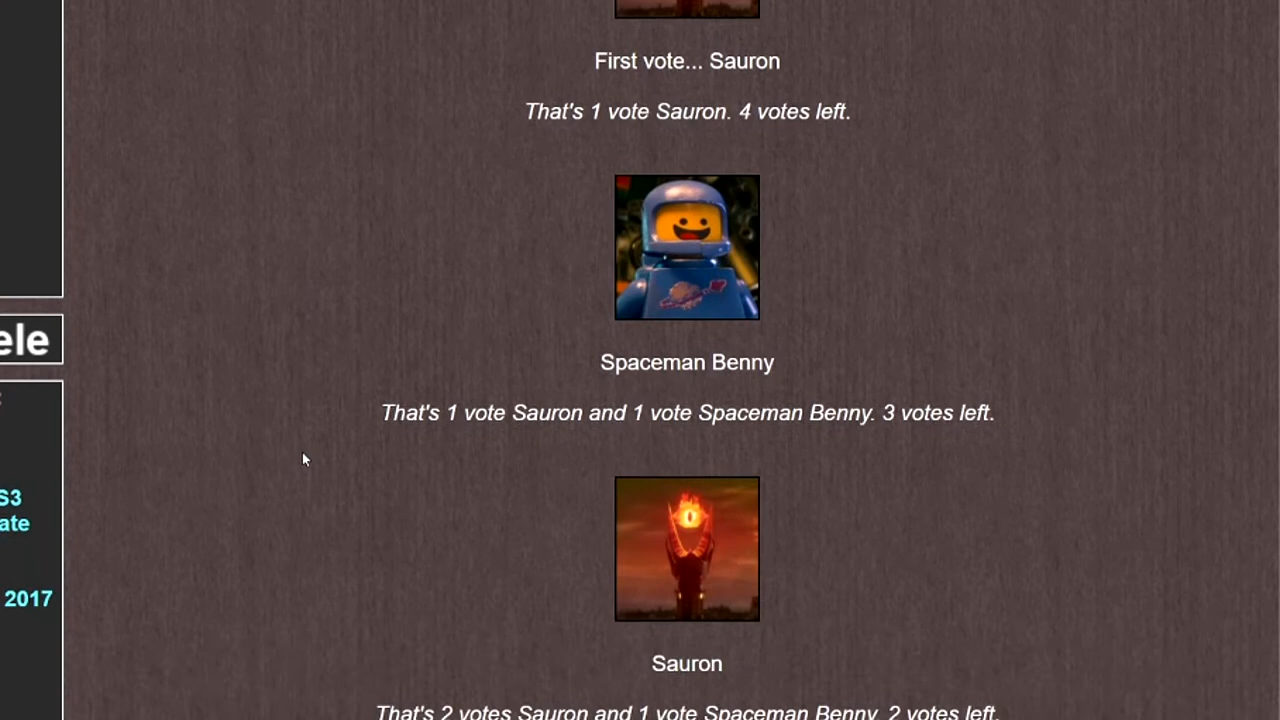 First vote... Sauron
That's 1 vote Sauron. 4 votes left.
Spaceman Benny
ele
That's 1 vote Sauron and 1 vote Spaceman Benny. 3 votes left.
S3
ate
2017
Sauron
That's 2 votes Sauron and 1 vote Spaceman Benny. 2 votes left.